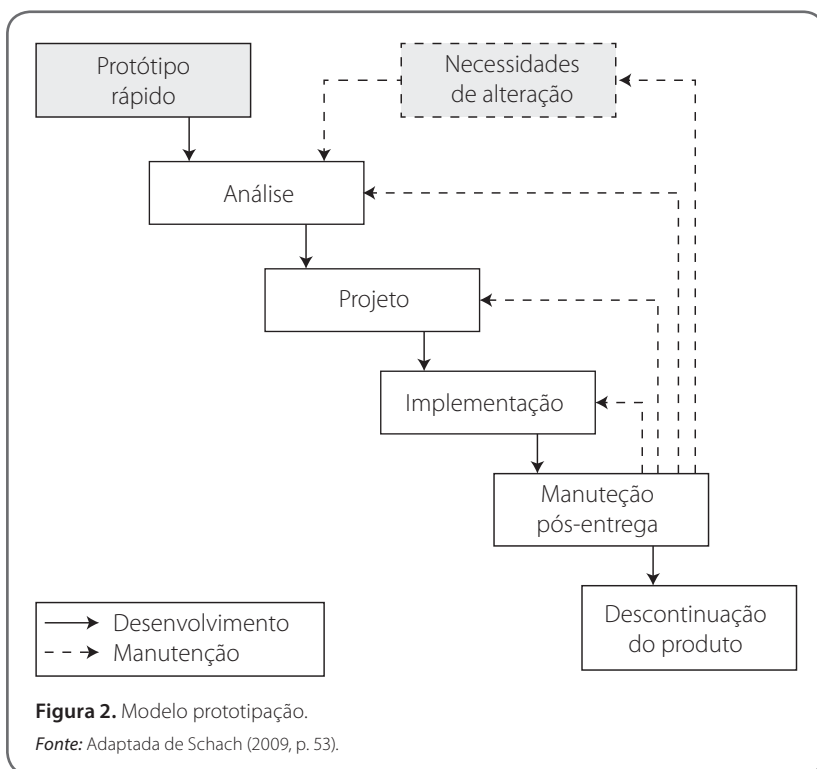 Protótipo
rápido
Necessidades
de alteração
Análise
Projeto
Implementação
Manuteção
pós-entrega
Descontinuação
do produto
Desenvolvimento
Manutenção
Figura 2. Modelo prototipação.
Fonte: Adaptada de Schach (2009, p. 53).